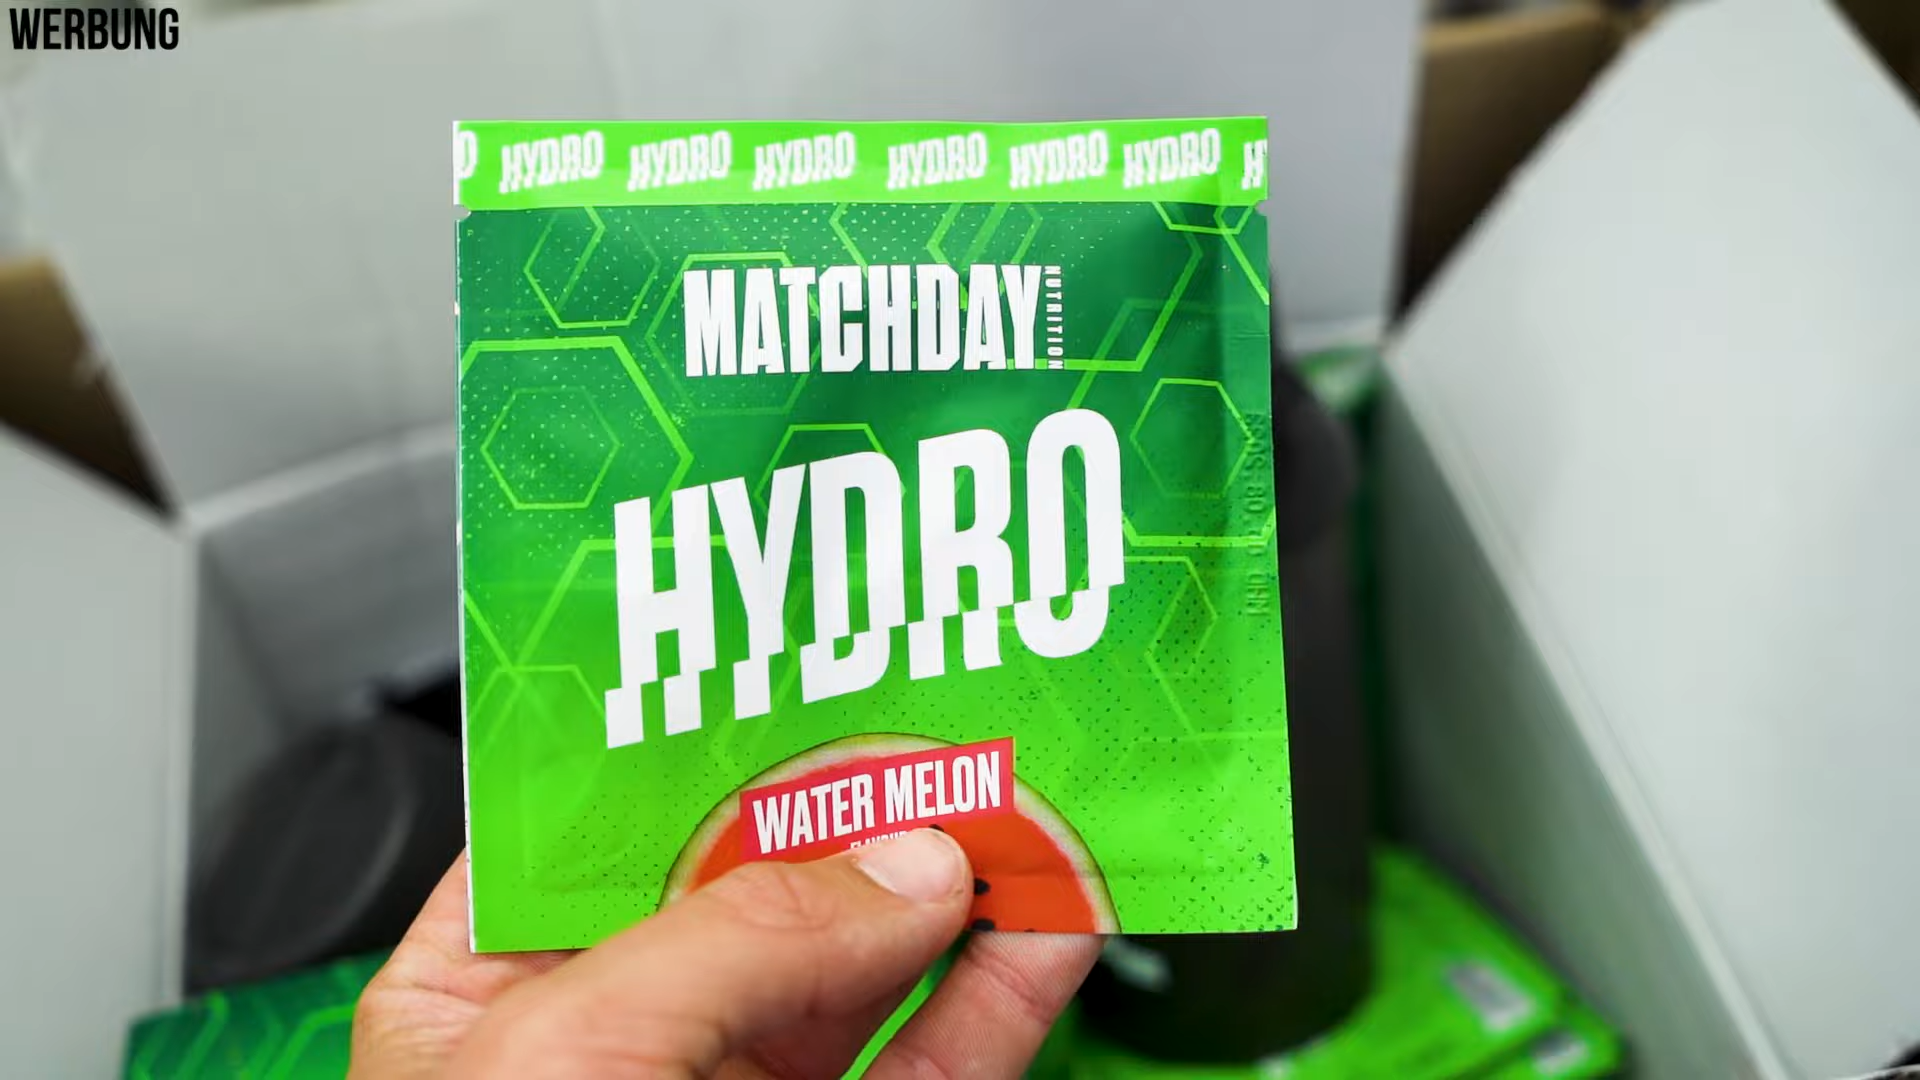 WERBUNG
HYDRO HYDRO HYDRO HYDRO HYDRO HYDRO
MATCHDAY
NUTRITION
HYDRO
WATER MELON